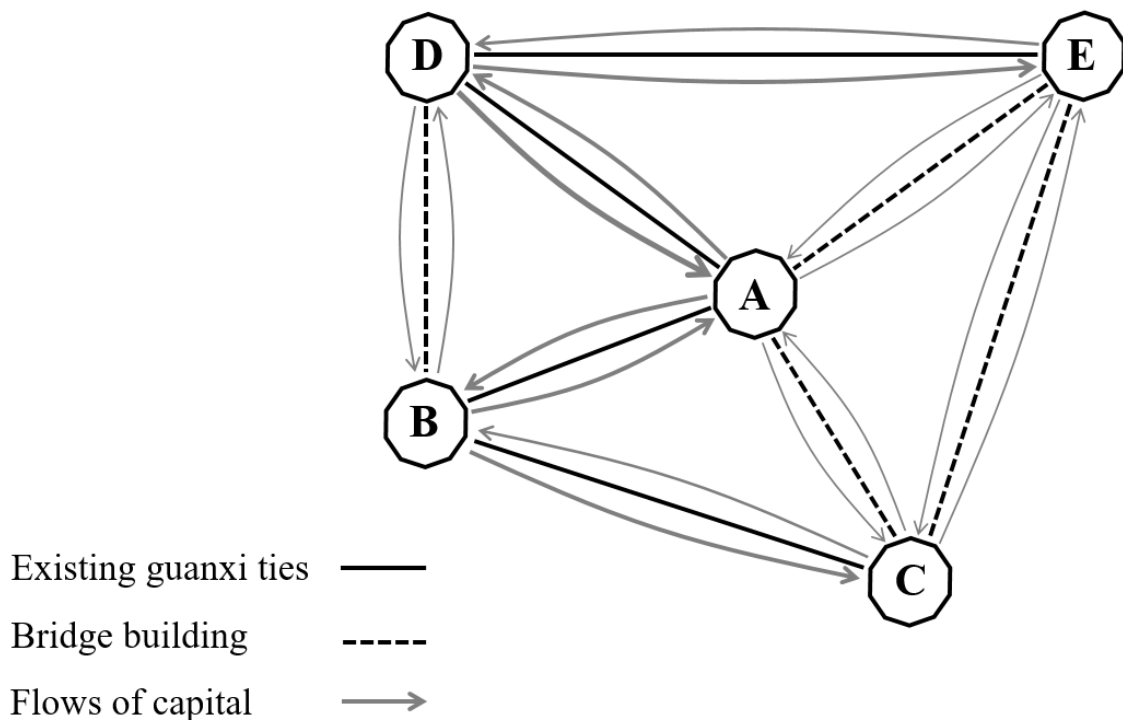 D
E
A
B
C
Existing guanxi ties
Bridge building
Flows of capital